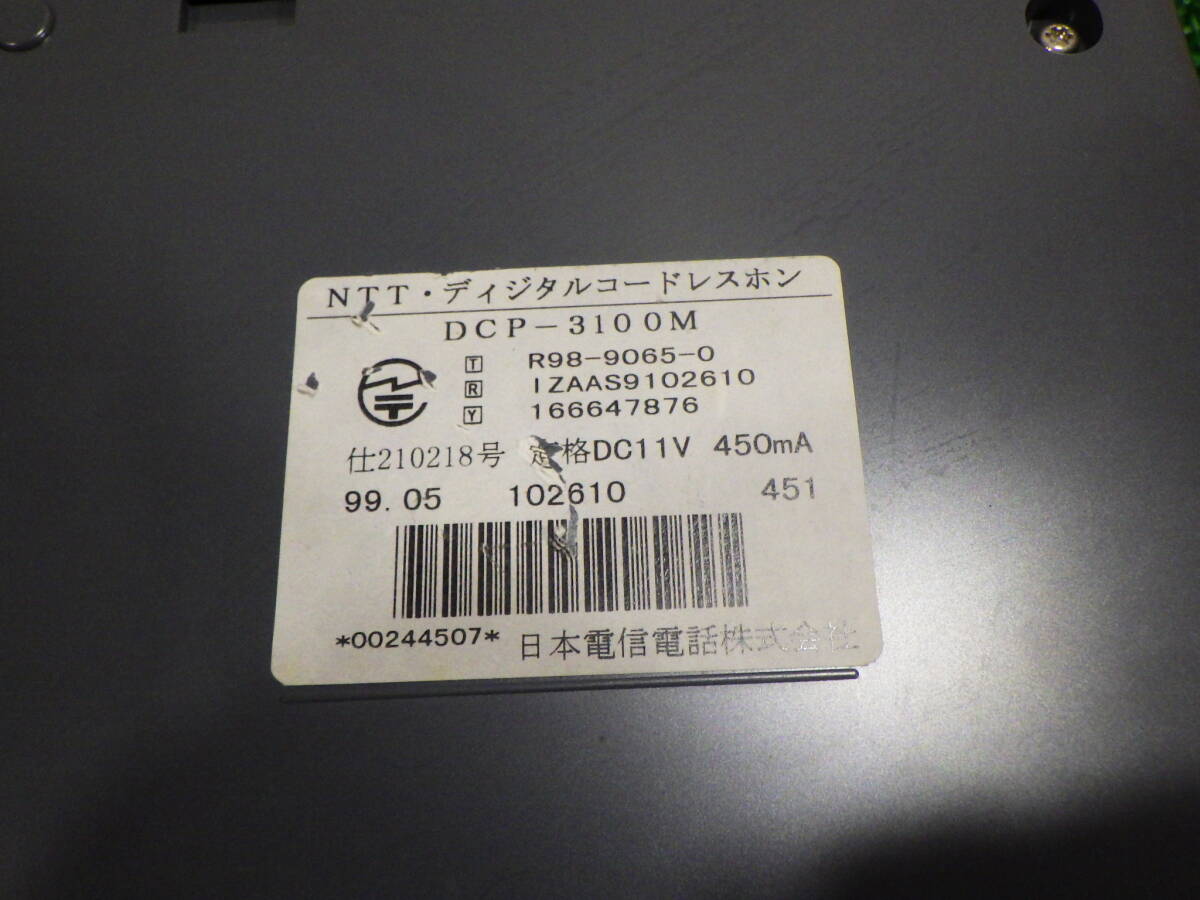 NTT・ディジタルコードレスホン
DCP-3100M
T R98-9065-0
R IZAAS9102610
Y 166647876
仕210218号 定格DC11V 450mA
99.05 102610 451
*00244507* 日本電信電話株式会社